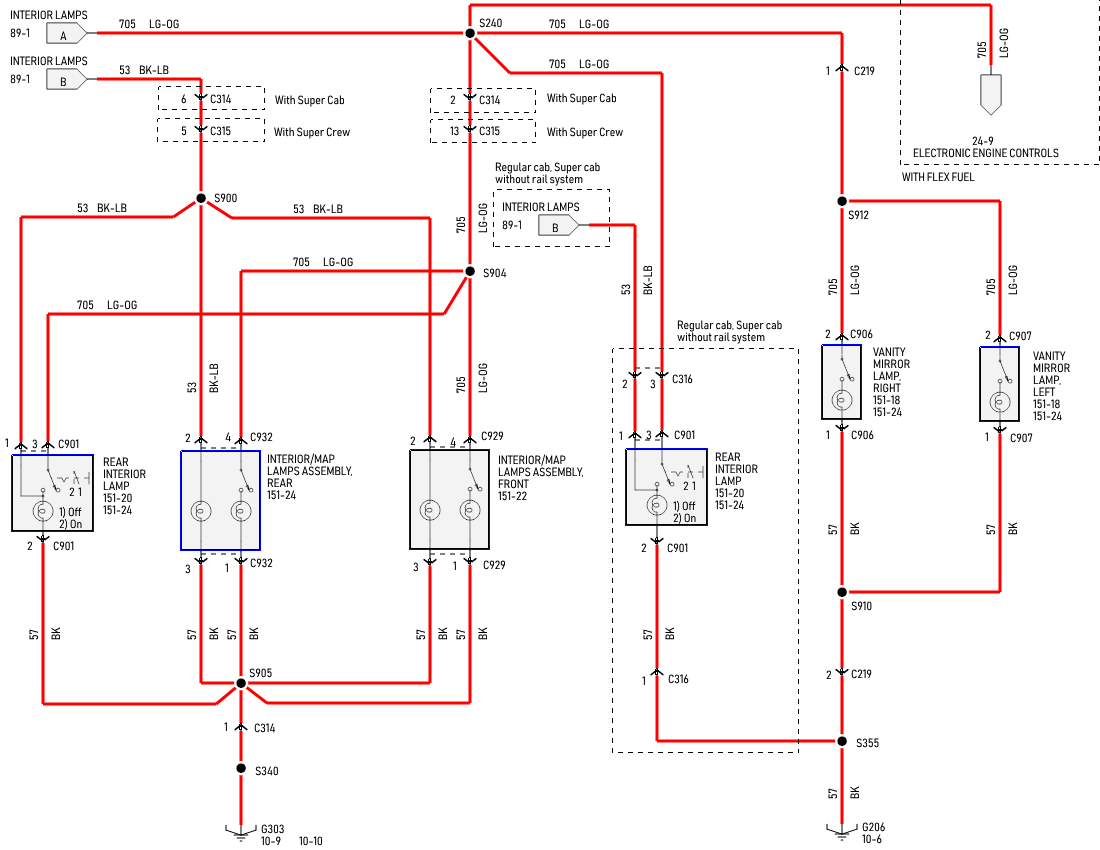 INTERIOR LAMPS
89-1
A
705 LG-OG
S240
705 LG-OG
705
LG-OG
24-9
ELECTRONIC ENGINE CONTROLS
WITH FLEX FUEL
INTERIOR LAMPS
89-1
B
53 BK-LB
705 LG-OG
1 C219
6 C314
With Super Cab
5 C315
With Super Crew
2 C314
With Super Cab
13 C315
With Super Crew
Regular cab, Super cab
without rail system
INTERIOR LAMPS
89-1
B
S900
53 BK-LB
53 BK-LB
705
LG-OG
S912
705 LG-OG
S904
705 LG-OG
53
BK-LB
705
LG-OG
705
LG-OG
Regular cab, Super cab
without rail system
53
BK-LB
705
LG-OG
2 3 C316
2 C906
VANITY
MIRROR
LAMP,
RIGHT
151-18
151-24
1 C906
2 C907
VANITY
MIRROR
LAMP,
LEFT
151-18
151-24
1 C907
1 3 C901
REAR
INTERIOR
LAMP
151-20
151-24
2 1
1) Off
2) On
2 C901
2 4 C932
INTERIOR/MAP
LAMPS ASSEMBLY,
REAR
151-24
3 1 C932
2 4 C929
INTERIOR/MAP
LAMPS ASSEMBLY,
FRONT
151-22
3 1 C929
1 3 C901
REAR
INTERIOR
LAMP
151-20
151-24
2 1
1) Off
2) On
2 C901
57
BK
57
BK
57
BK
57
BK
57
BK
57
BK
57
BK
57
BK
S910
S905
1 C316
2 C219
1 C314
S355
S340
57
BK
G303
10-9 10-10
G206
10-6